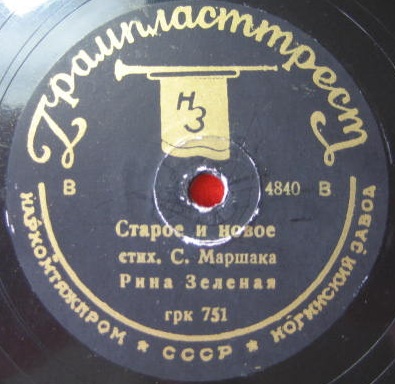 Грампласттрест
НЗ
В 4840 В
Старое и новое
стих. С. Маршака
Рина Зеленая
грк 751
НАРКОМТЯЖПРОМ ★ СССР ★ НОГИНСКИЙ ЗАВОД